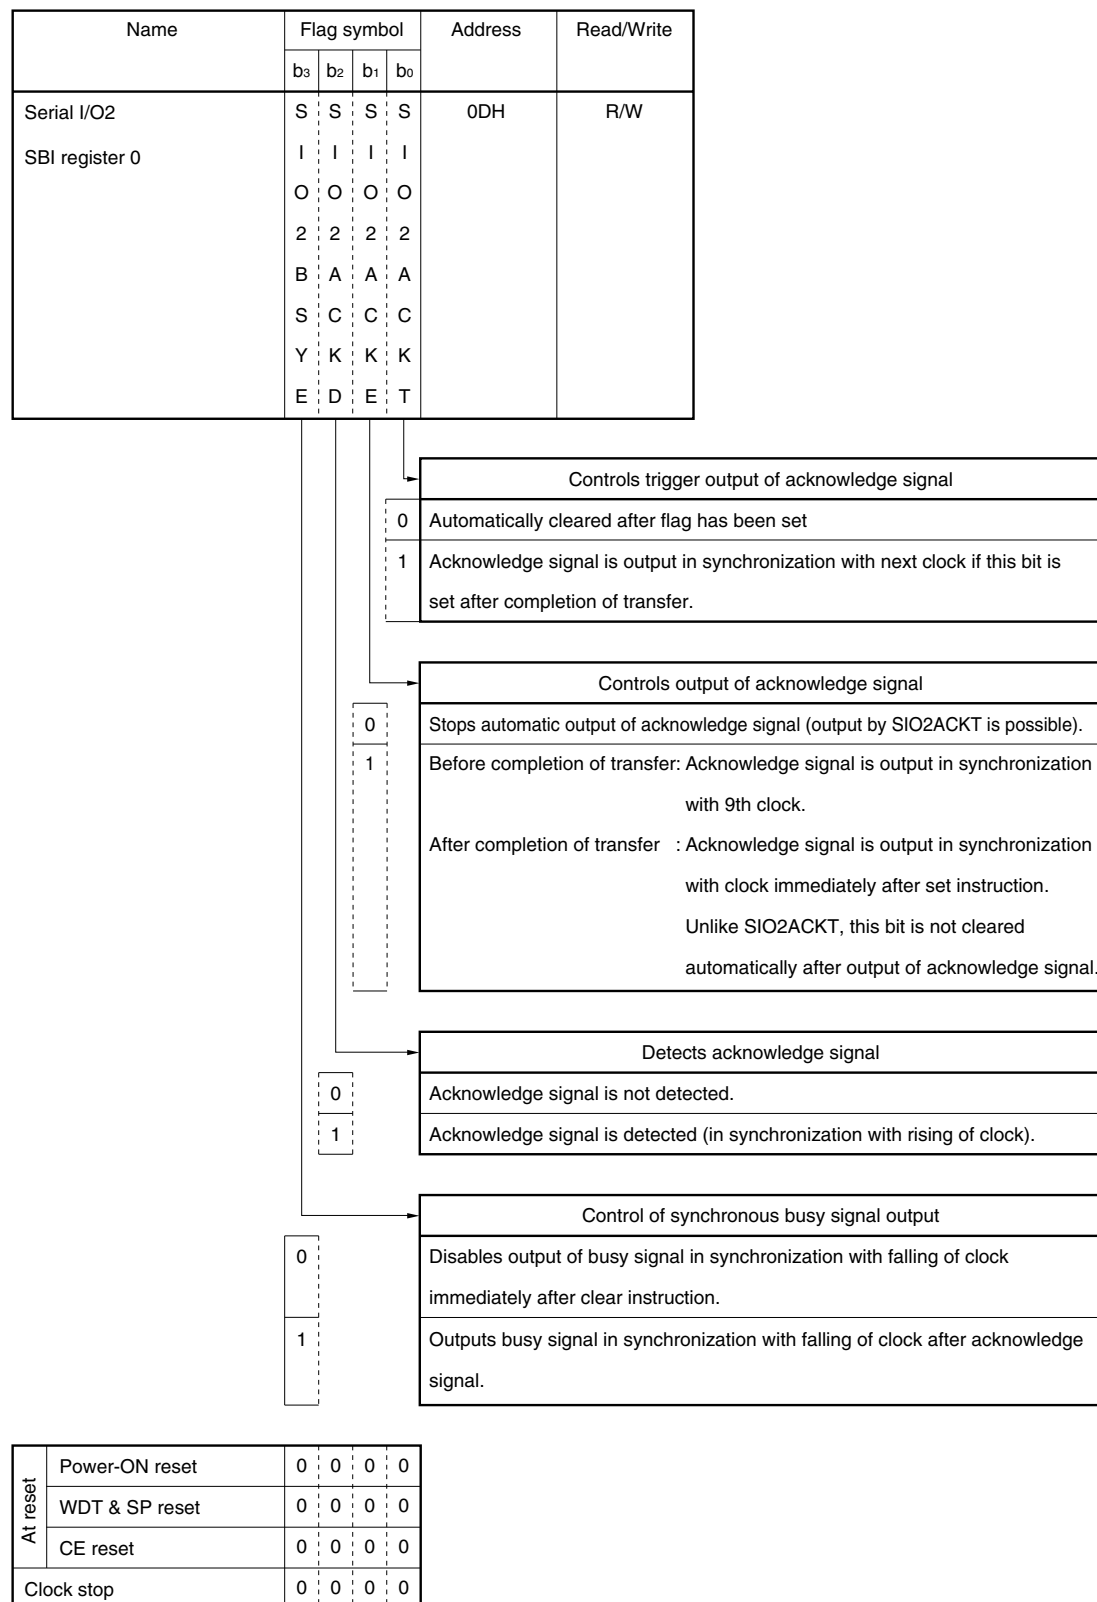 Name Flag symbol Address Read/Write
b3 b2 b1 b0
Serial I/O2 S S S S 0DH R/W
SBI register 0 I I I I
O O O O
2 2 2 2
B A A A
S C C C
Y K K K
E D E T
Controls trigger output of acknowledge signal
0 Automatically cleared after flag has been set
1 Acknowledge signal is output in synchronization with next clock if this bit is
set after completion of transfer.
Controls output of acknowledge signal
0 Stops automatic output of acknowledge signal (output by SIO2ACKT is possible).
1 Before completion of transfer: Acknowledge signal is output in synchronization
with 9th clock.
After completion of transfer : Acknowledge signal is output in synchronization
with clock immediately after set instruction.
Unlike SIO2ACKT, this bit is not cleared
automatically after output of acknowledge signal.
Detects acknowledge signal
0 Acknowledge signal is not detected.
1 Acknowledge signal is detected (in synchronization with rising of clock).
Control of synchronous busy signal output
0 Disables output of busy signal in synchronization with falling of clock
immediately after clear instruction.
1 Outputs busy signal in synchronization with falling of clock after acknowledge
signal.
At reset
Power-ON reset 0 0 0 0
WDT & SP reset 0 0 0 0
CE reset 0 0 0 0
Clock stop 0 0 0 0